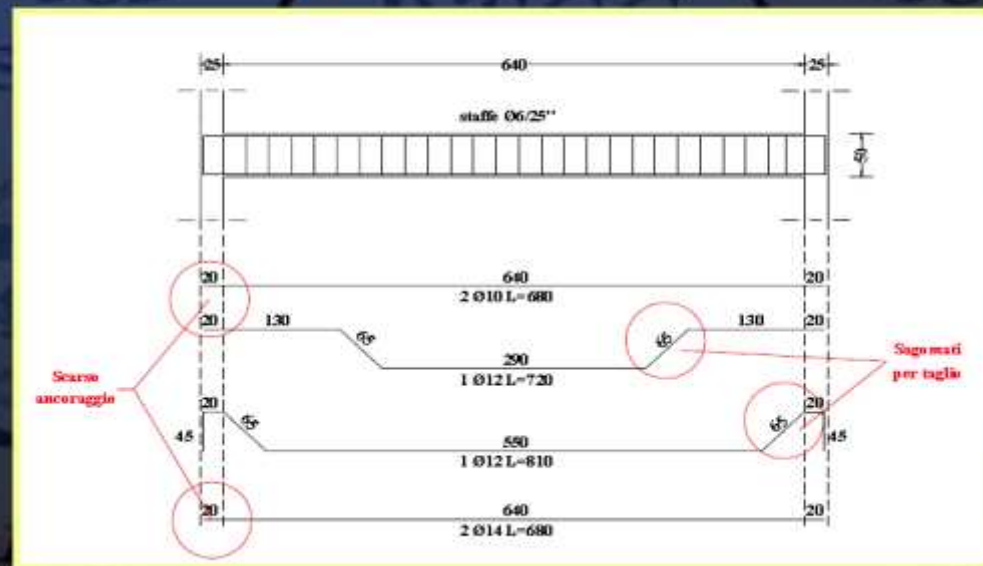 25 640 25
staffe Ø6/25"
50
20 640 20
2 Ø10 L=680
20 130 130 20
65 65
290
1 Ø12 L=720
Scarso
ancoraggio
Sagomati
per taglio
20 65 65 20
45 550 45
1 Ø12 L=810
20 640 20
2 Ø14 L=680